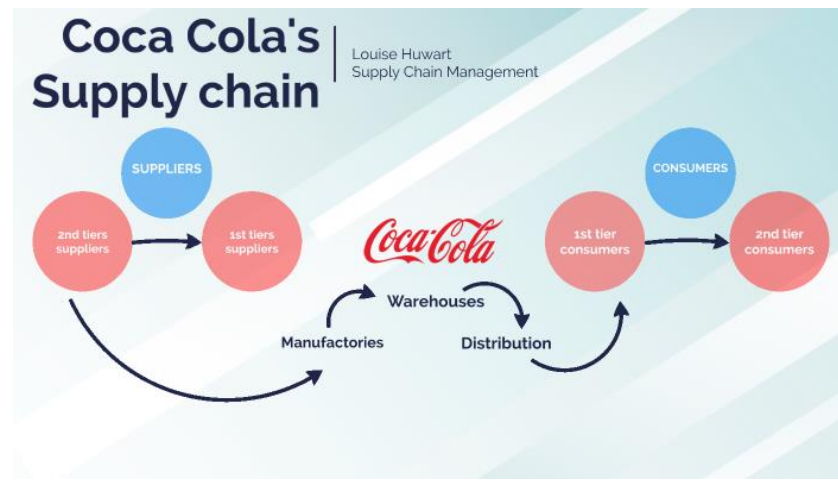 Coca Cola's
Supply chain
Louise Huwart
Supply Chain Management
SUPPLIERS
2nd tiers
suppliers
1st tiers
suppliers
Coca-Cola
Warehouses
Manufactories
Distribution
CONSUMERS
1st tier
consumers
2nd tier
consumers